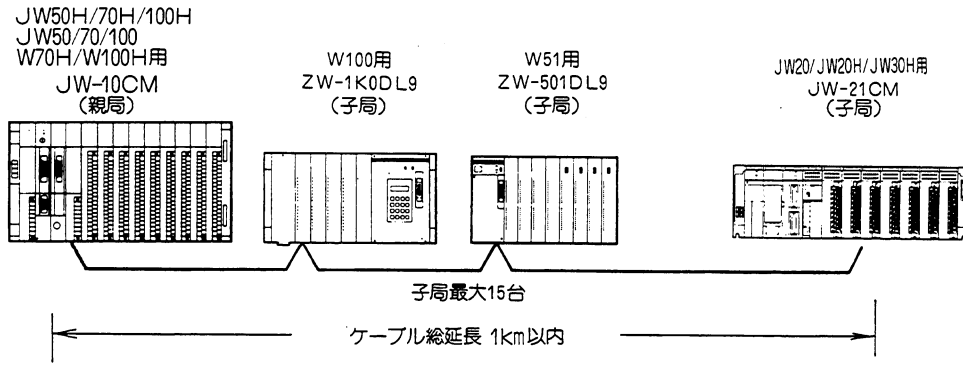 JW50H/70H/100H
JW50/70/100
W70H/W100H用
JW-10CM
(親局)
W100用
ZW-1K0DL9
(子局)
W51用
ZW-501DL9
(子局)
JW20/JW20H/JW30H用
JW-21CM
(子局)
子局最大15台
ケーブル総延長 1km以内